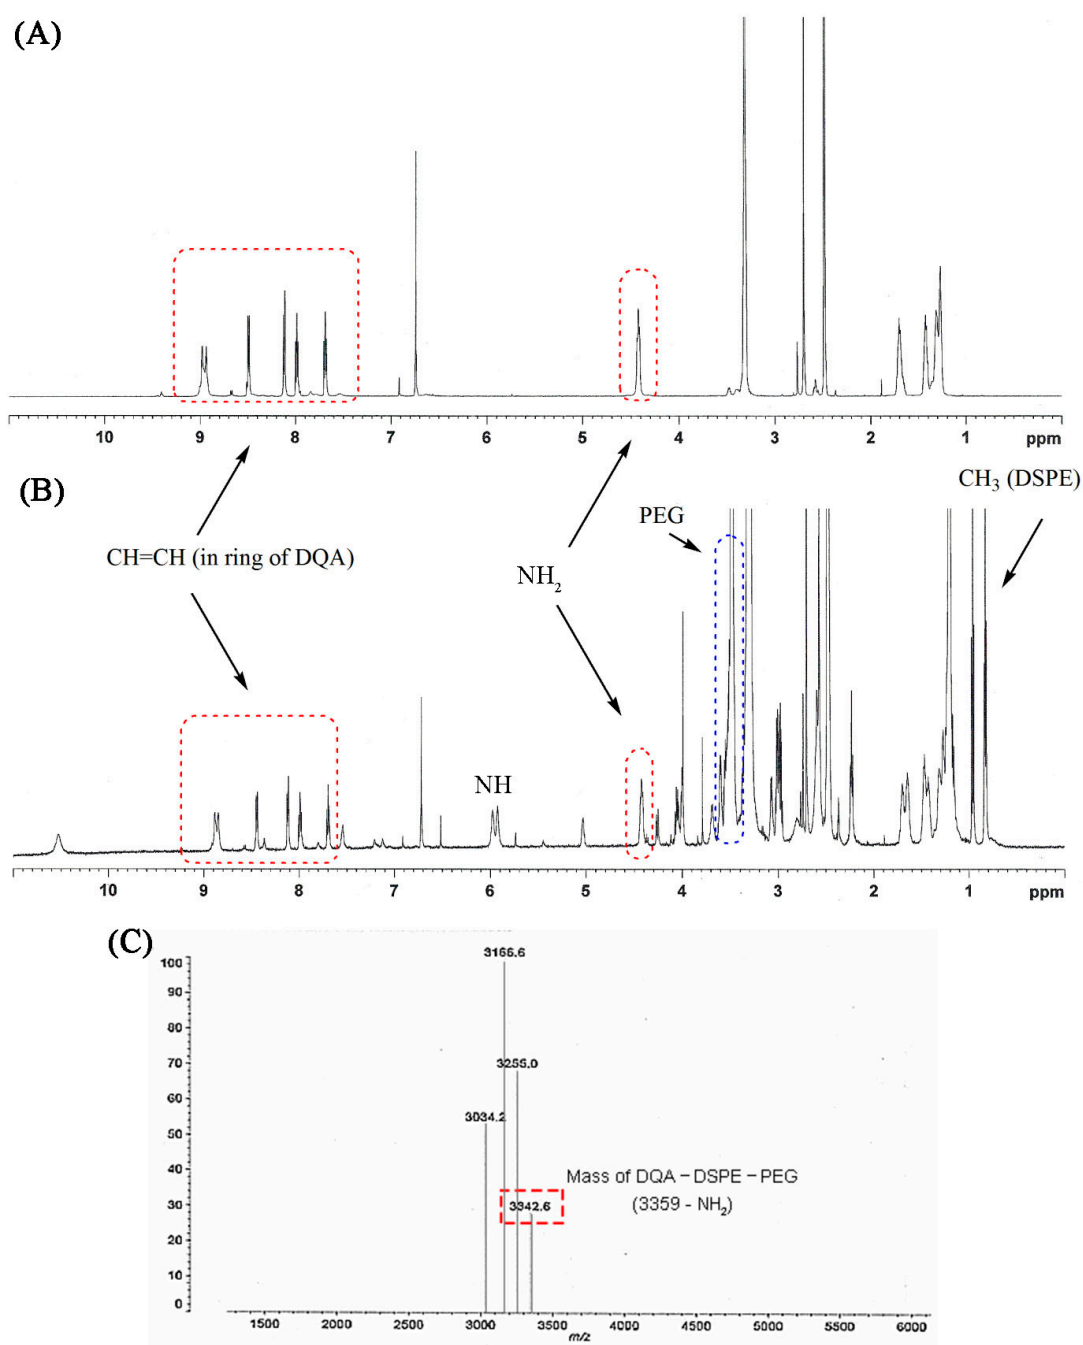 (A)
10 9 8 7 6 5 4 3 2 1 ppm
(B)
CH₃ (DSPE)
PEG
CH=CH (in ring of DQA)
NH₂
NH
10 9 8 7 6 5 4 3 2 1 ppm
(C)
3166.6
100
90
80
70
3255.0
60
50
3034.2
40
Mass of DQA – DSPE – PEG
30
3342.6
(3359 - NH₂)
20
10
0
1500 2000 2500 3000 3500 4000 4500 5000 5500 6000
m/z